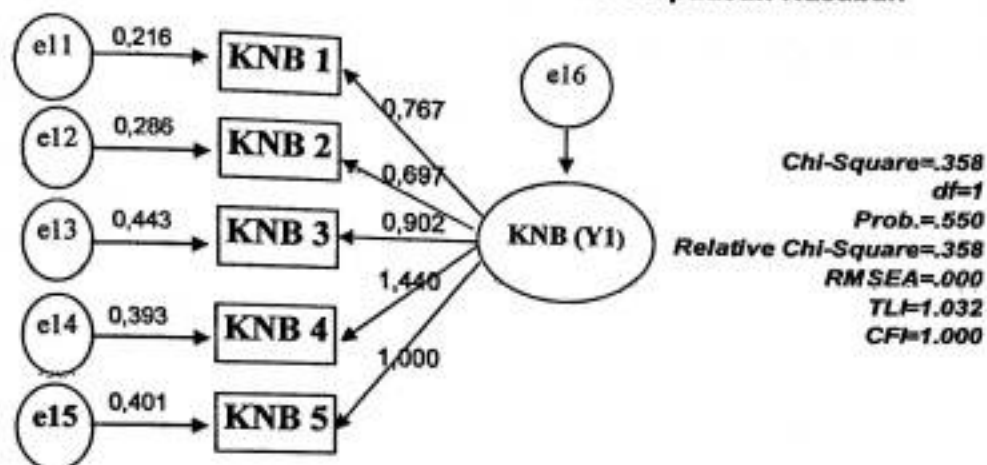 e11
0,216
KNB 1
e16
0,767
e12
0,286
KNB 2
0,697
e13
0,443
KNB 3
0,902
KNB (Y1)
e14
0,393
KNB 4
1,440
e15
0,401
KNB 5
1,000
Chi-Square=.358
df=1
Prob.=.550
Relative Chi-Square=.358
RMSEA=.000
TLI=1.032
CFI=1.000